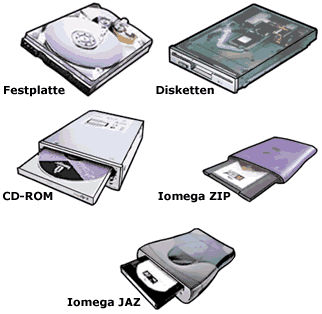 Festplatte
Disketten
CD-ROM
Iomega ZIP
Iomega JAZ